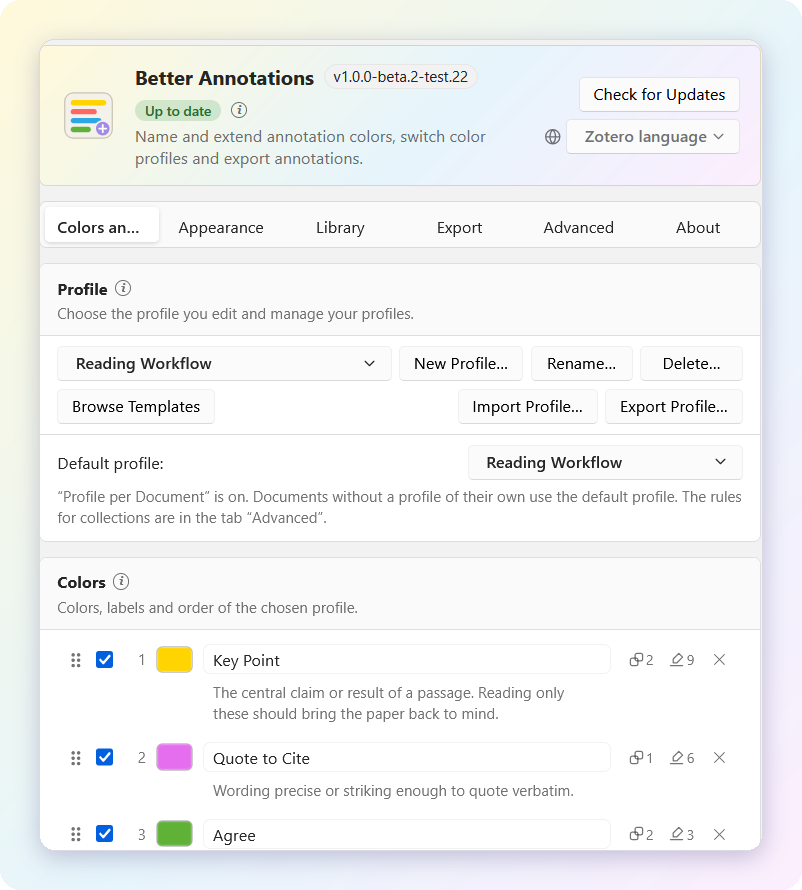 Better Annotations v1.0.0-beta.2-test.22
Up to date
Name and extend annotation colors, switch color
profiles and export annotations.
Check for Updates
Zotero language
Colors an... Appearance Library Export Advanced About
Profile
Choose the profile you edit and manage your profiles.
Reading Workflow New Profile... Rename... Delete...
Browse Templates Import Profile... Export Profile...
Default profile: Reading Workflow
“Profile per Document” is on. Documents without a profile of their own use the default profile. The rules
for collections are in the tab “Advanced”.
Colors
Colors, labels and order of the chosen profile.
1 Key Point 2 9
The central claim or result of a passage. Reading only
these should bring the paper back to mind.
2 Quote to Cite 1 6
Wording precise or striking enough to quote verbatim.
3 Agree 2 3